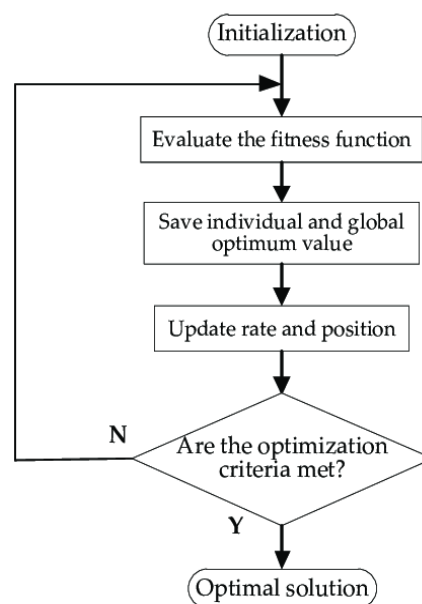 Initialization
Evaluate the fitness function
Save individual and global
optimum value
Update rate and position
N
Are the optimization
criteria met?
Y
Optimal solution